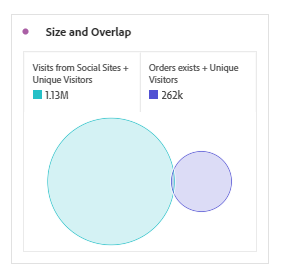 Size and Overlap
Visits from Social Sites +
Unique Visitors
1.13M
Orders exists + Unique
Visitors
262k